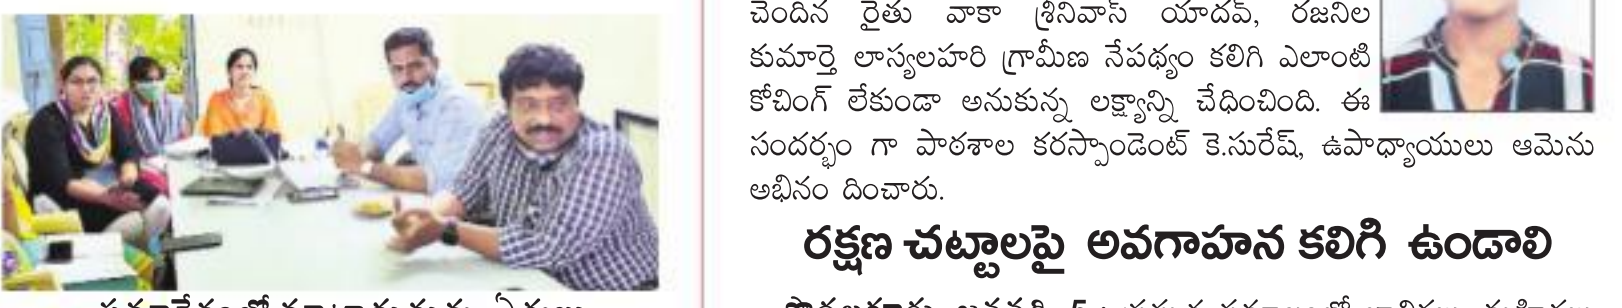 చెందిన రైతు వాకా శ్రీనివాస్ యాదవ్, రజనిల
కుమార్తె లాస్యలహరి గ్రామీణ నేపథ్యం కలిగి ఎలాంటి
కోచింగ్ లేకుండా అనుకున్న లక్ష్యాన్ని చేధించింది. ఈ
సందర్భం గా పాఠశాల కరస్పాండెంట్ కె.సురేష్, ఉపాధ్యాయులు ఆమెను
అభినం దించారు.
రక్షణ చట్టాలపై అవగాహన కలిగి ఉండాలి